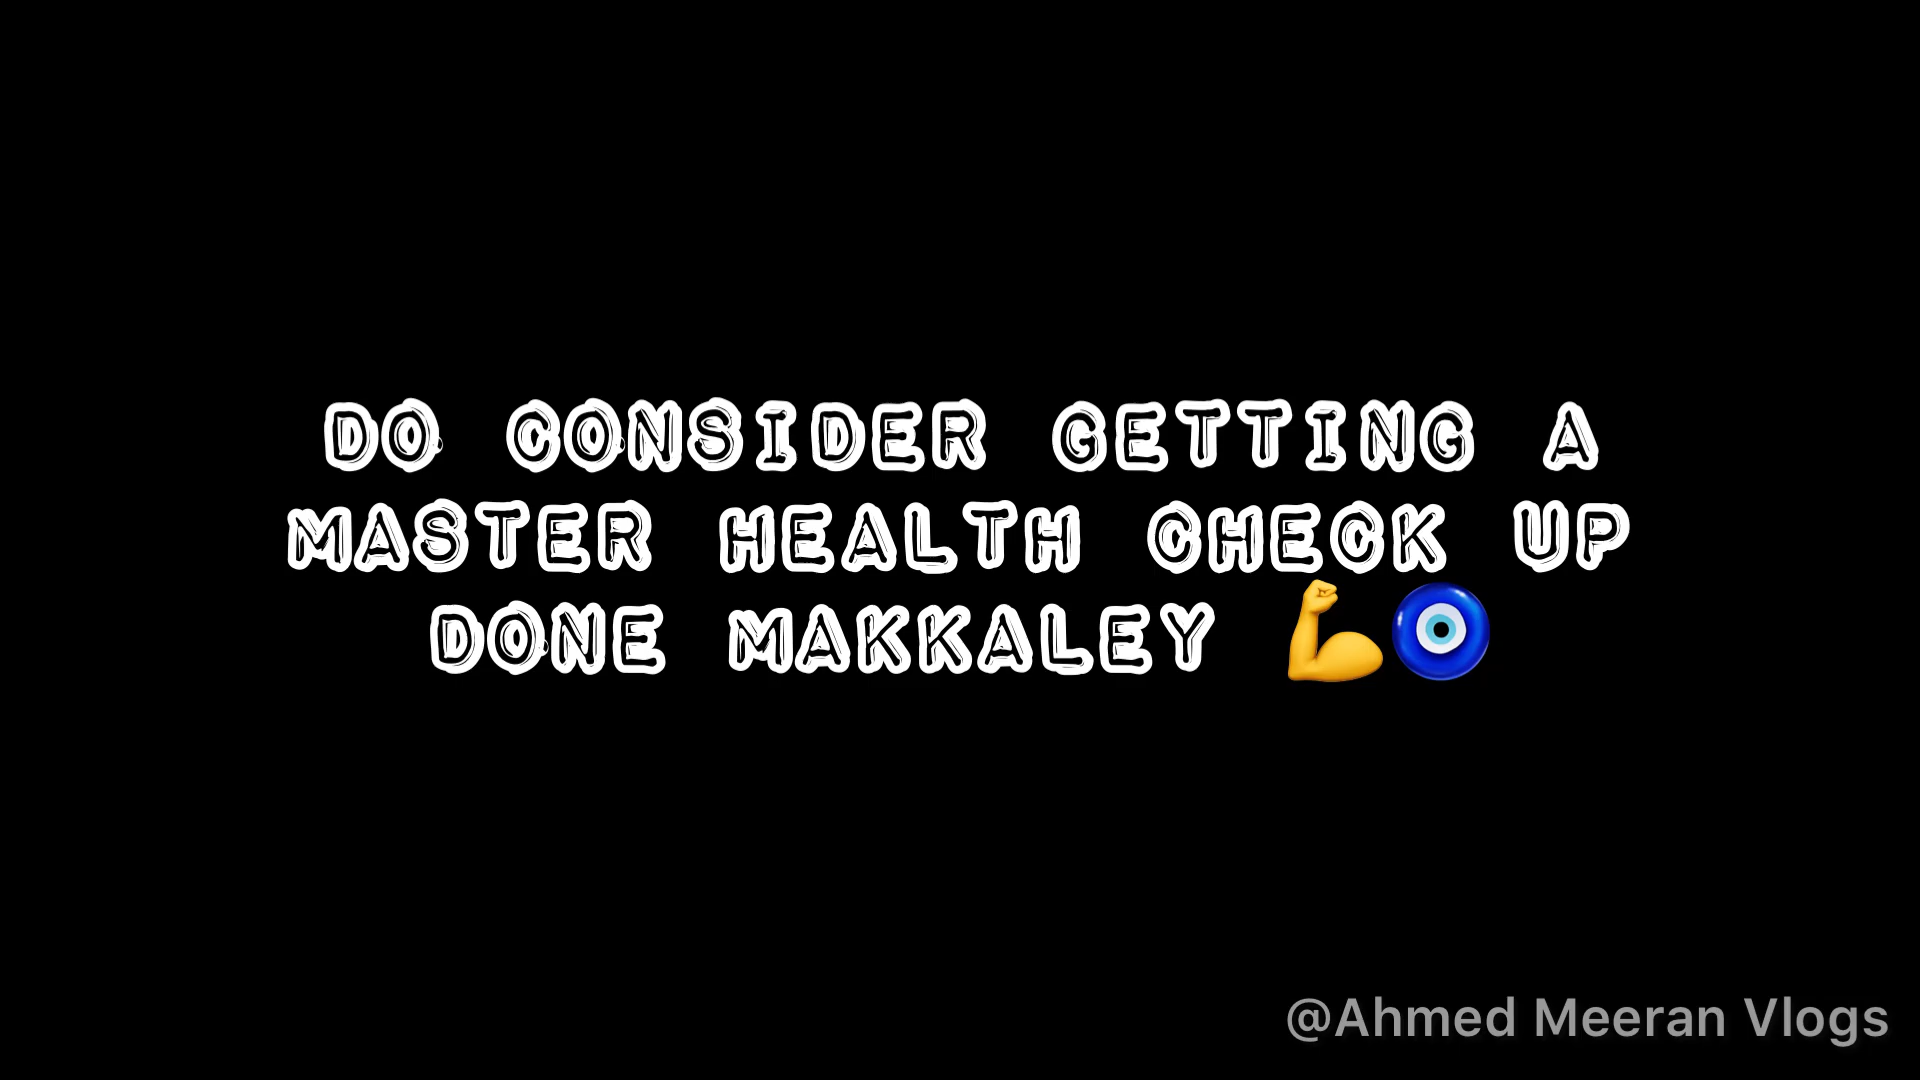 DO CONSIDER GETTING A
MASTER HEALTH CHECK UP
DONE MAKKALEY 💪🧿
@Ahmed Meeran Vlogs